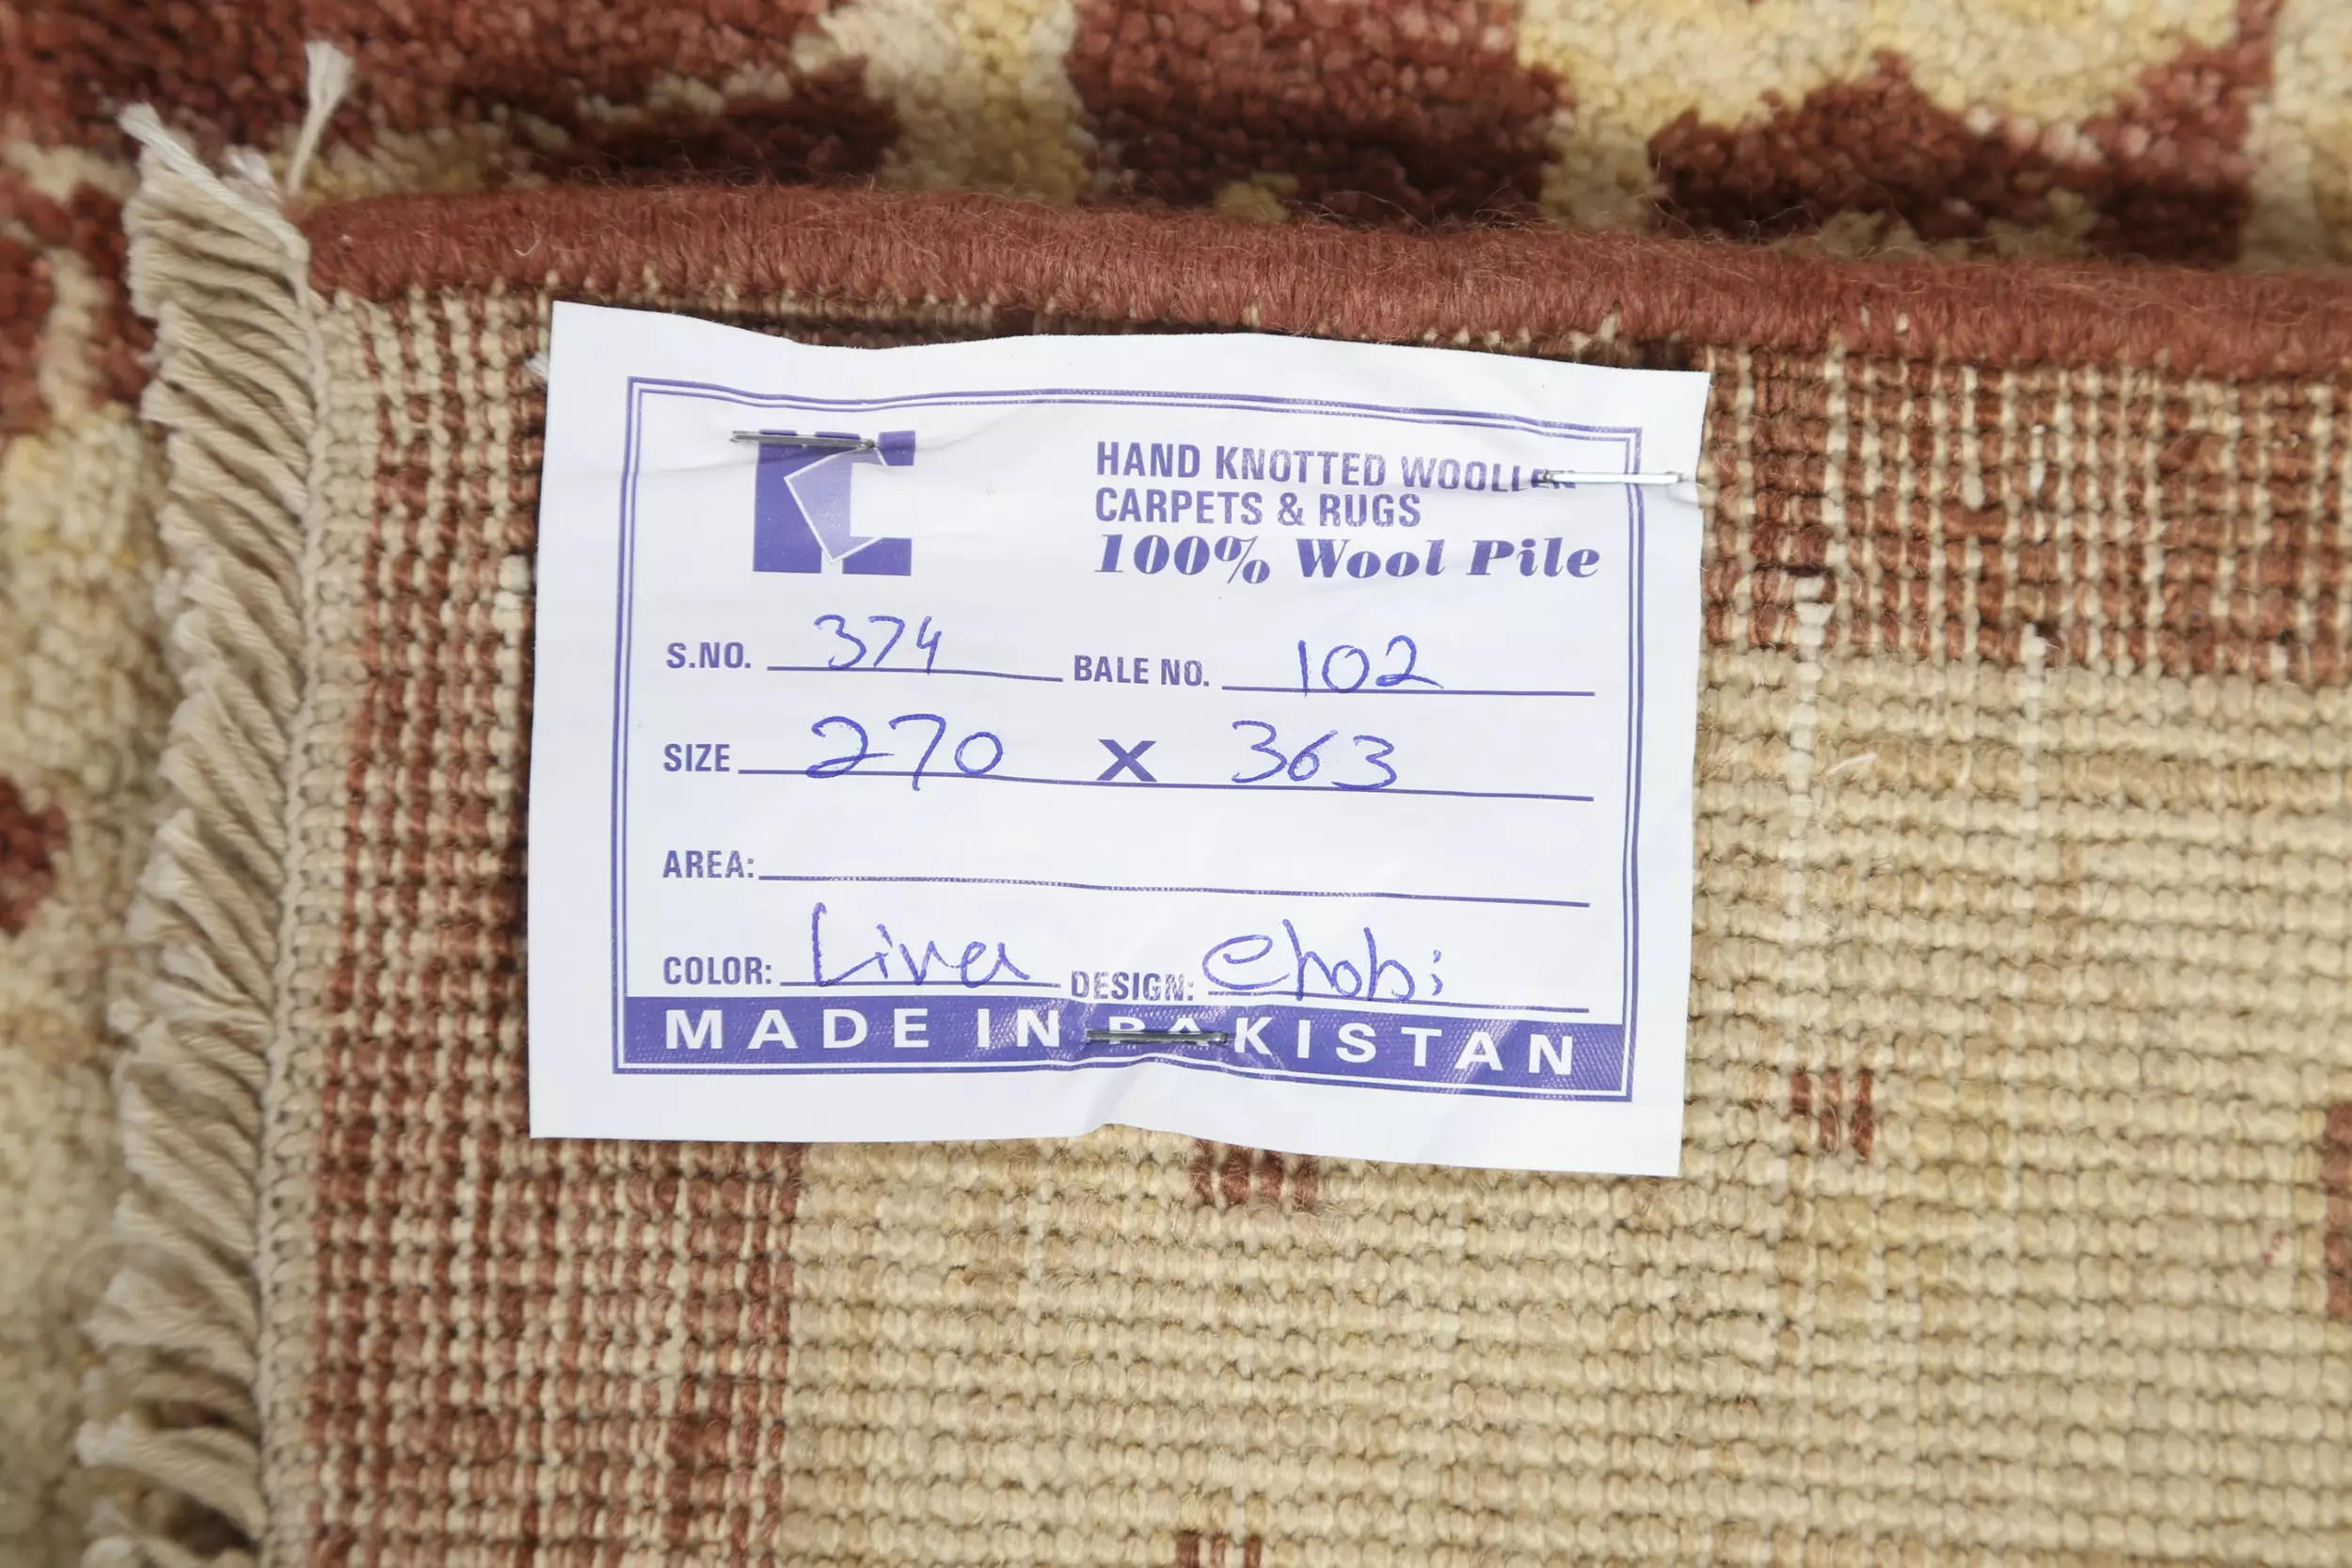 HAND KNOTTED WOOLLEN
CARPETS & RUGS
100% Wool Pile
S.NO. 374 BALE NO. 102
SIZE 270 X 363
AREA:
COLOR: Liver DESIGN: Chobi
MADE IN PAKISTAN